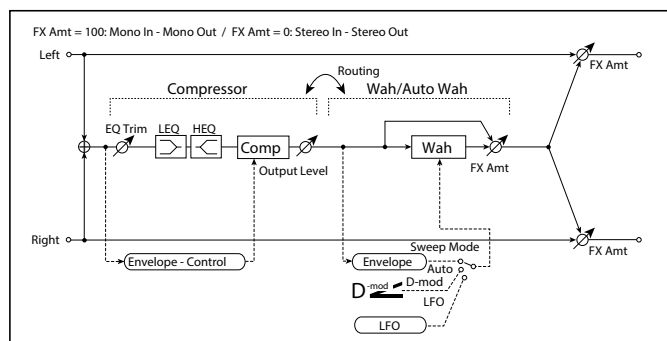 FX Amt = 100: Mono In - Mono Out / FX Amt = 0: Stereo In - Stereo Out
Left
FX Amt
Routing
Compressor
Wah/Auto Wah
EQ Trim
LEQ
HEQ
Comp
Output Level
Wah
FX Amt
Right
Sweep Mode
FX Amt
Envelope - Control
Envelope
Auto
D-mod
D-mod
LFO
LFO